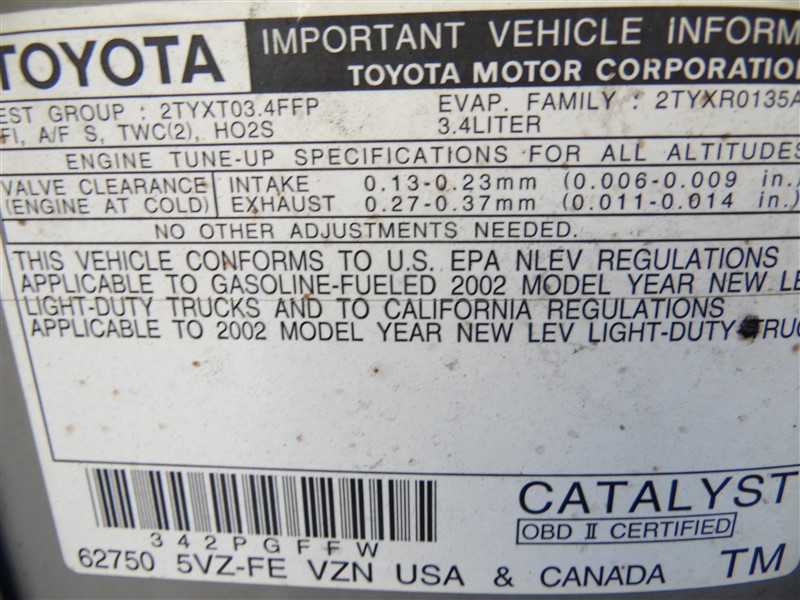 TOYOTA
IMPORTANT VEHICLE INFORM
TOYOTA MOTOR CORPORATION
EST GROUP : 2TYXT03.4FFP EVAP. FAMILY : 2TYXR0135A
FI, A/F S, TWC(2), HO2S 3.4LITER
ENGINE TUNE-UP SPECIFICATIONS FOR ALL ALTITUDES
VALVE CLEARANCE INTAKE 0.13-0.23mm (0.006-0.009 in.)
(ENGINE AT COLD) EXHAUST 0.27-0.37mm (0.011-0.014 in.)
NO OTHER ADJUSTMENTS NEEDED.
THIS VEHICLE CONFORMS TO U.S. EPA NLEV REGULATIONS
APPLICABLE TO GASOLINE-FUELED 2002 MODEL YEAR NEW LE
LIGHT-DUTY TRUCKS AND TO CALIFORNIA REGULATIONS
APPLICABLE TO 2002 MODEL YEAR NEW LEV LIGHT-DUTY TRUC
CATALYST
OBD II CERTIFIED
342PGFFW
62750 5VZ-FE VZN USA & CANADA TM